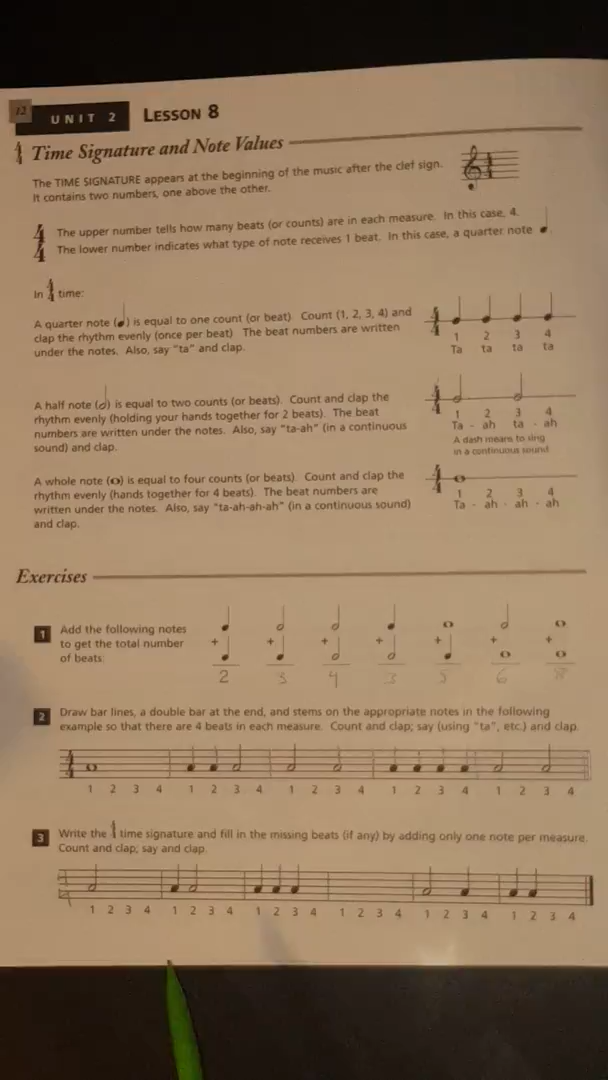 12 UNIT 2 LESSON 8
4/4 Time Signature and Note Values
The TIME SIGNATURE appears at the beginning of the music after the clef sign.
It contains two numbers, one above the other.
4 The upper number tells how many beats (or counts) are in each measure. In this case, 4.
4 The lower number indicates what type of note receives 1 beat. In this case, a quarter note ♩.
In 4/4 time:
A quarter note (♩) is equal to one count (or beat) Count (1, 2, 3, 4) and
clap the rhythm evenly (once per beat) The beat numbers are written
under the notes. Also, say "ta" and clap.
1 2 3 4
Ta ta ta ta
A half note (𝅗𝅥) is equal to two counts (or beats). Count and clap the
rhythm evenly (holding your hands together for 2 beats). The beat
numbers are written under the notes. Also, say "ta-ah" (in a continuous
sound) and clap.
1 2 3 4
Ta - ah ta - ah
A dash means to sing
in a continuous sound
A whole note (𝅝) is equal to four counts (or beats). Count and clap the
rhythm evenly (hands together for 4 beats). The beat numbers are
written under the notes. Also, say "ta-ah-ah-ah" (in a continuous sound)
and clap.
1 2 3 4
Ta - ah - ah - ah
Exercises
1 Add the following notes
to get the total number
of beats:
+ + + + + + +
2 3 4 3 5 6 8
2 Draw bar lines, a double bar at the end, and stems on the appropriate notes in the following
example so that there are 4 beats in each measure. Count and clap; say (using "ta", etc.) and clap.
1 2 3 4 1 2 3 4 1 2 3 4 1 2 3 4 1 2 3 4
3 Write the 4/4 time signature and fill in the missing beats (if any) by adding only one note per measure.
Count and clap; say and clap.
1 2 3 4 1 2 3 4 1 2 3 4 1 2 3 4 1 2 3 4 1 2 3 4